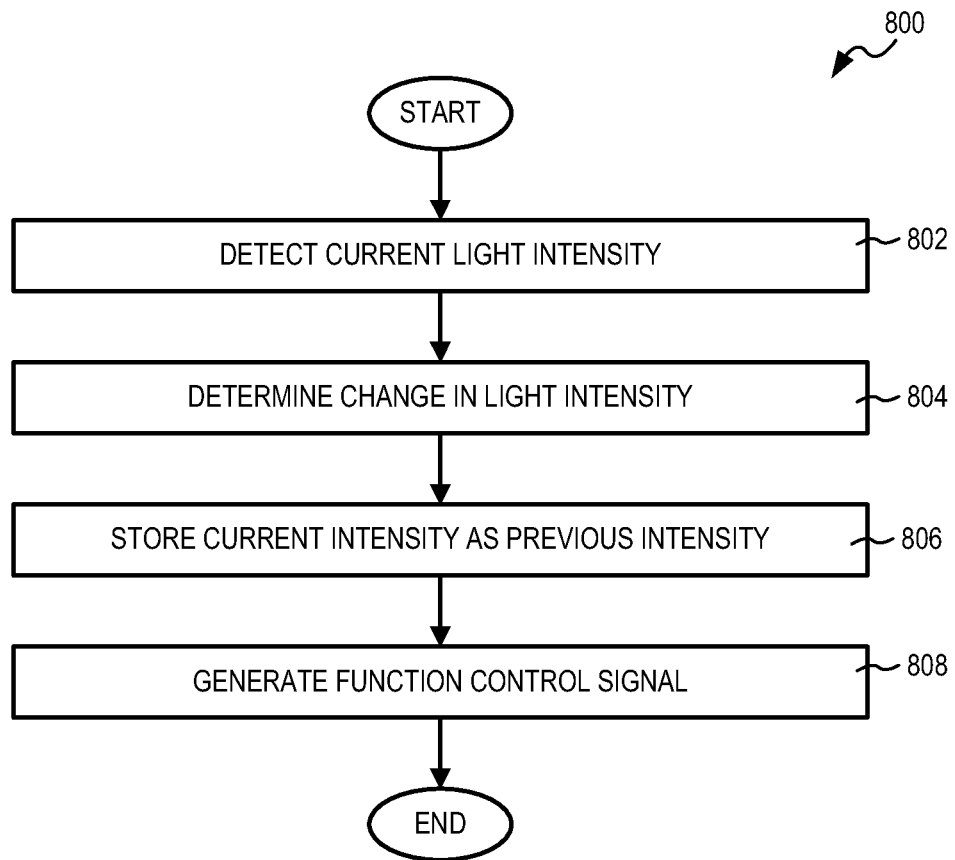 800
START
DETECT CURRENT LIGHT INTENSITY
802
DETERMINE CHANGE IN LIGHT INTENSITY
804
STORE CURRENT INTENSITY AS PREVIOUS INTENSITY
806
GENERATE FUNCTION CONTROL SIGNAL
808
END